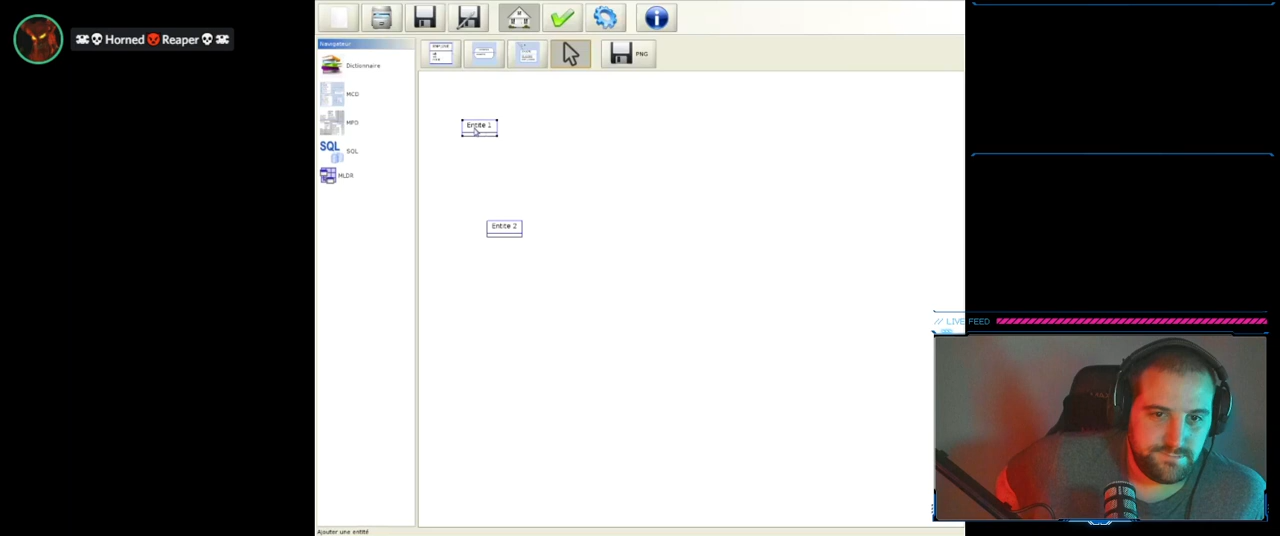 Horned Reaper
PNG
Navigateur
Dictionnaire
MCD
MPD
SQL SQL
MLDR
Entite 1
Entite 2
// LIVE FEED
Ajouter une entité